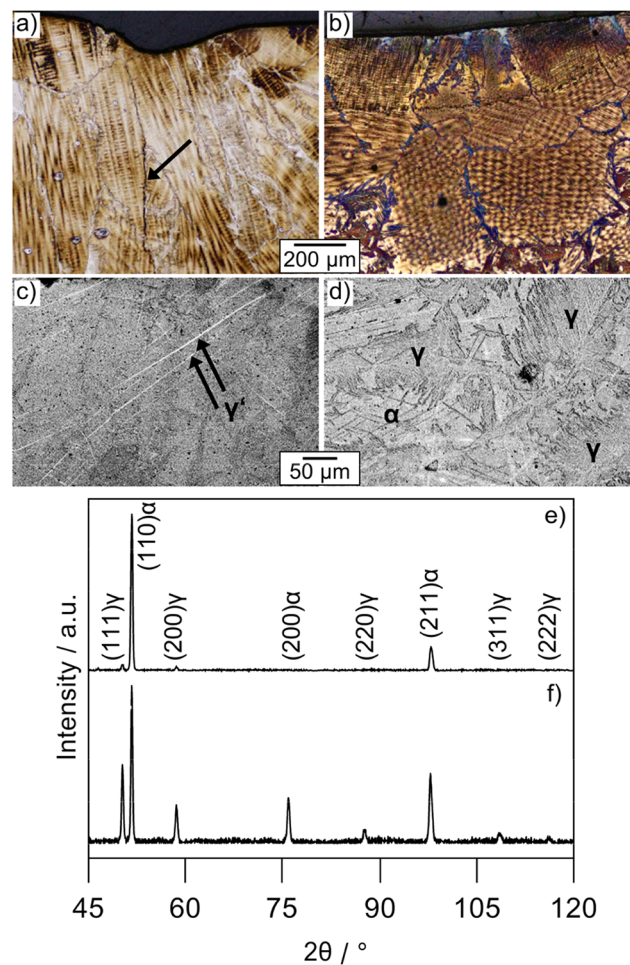 a)
b)
200 µm
c)
d)
γ‘
γ
γ
α
γ
50 µm
e)
(111)γ
(110)α
(200)γ
(200)α
(220)γ
(211)α
(311)γ
(222)γ
f)
Intensity / a.u.
45 60 75 90 105 120
2θ / °